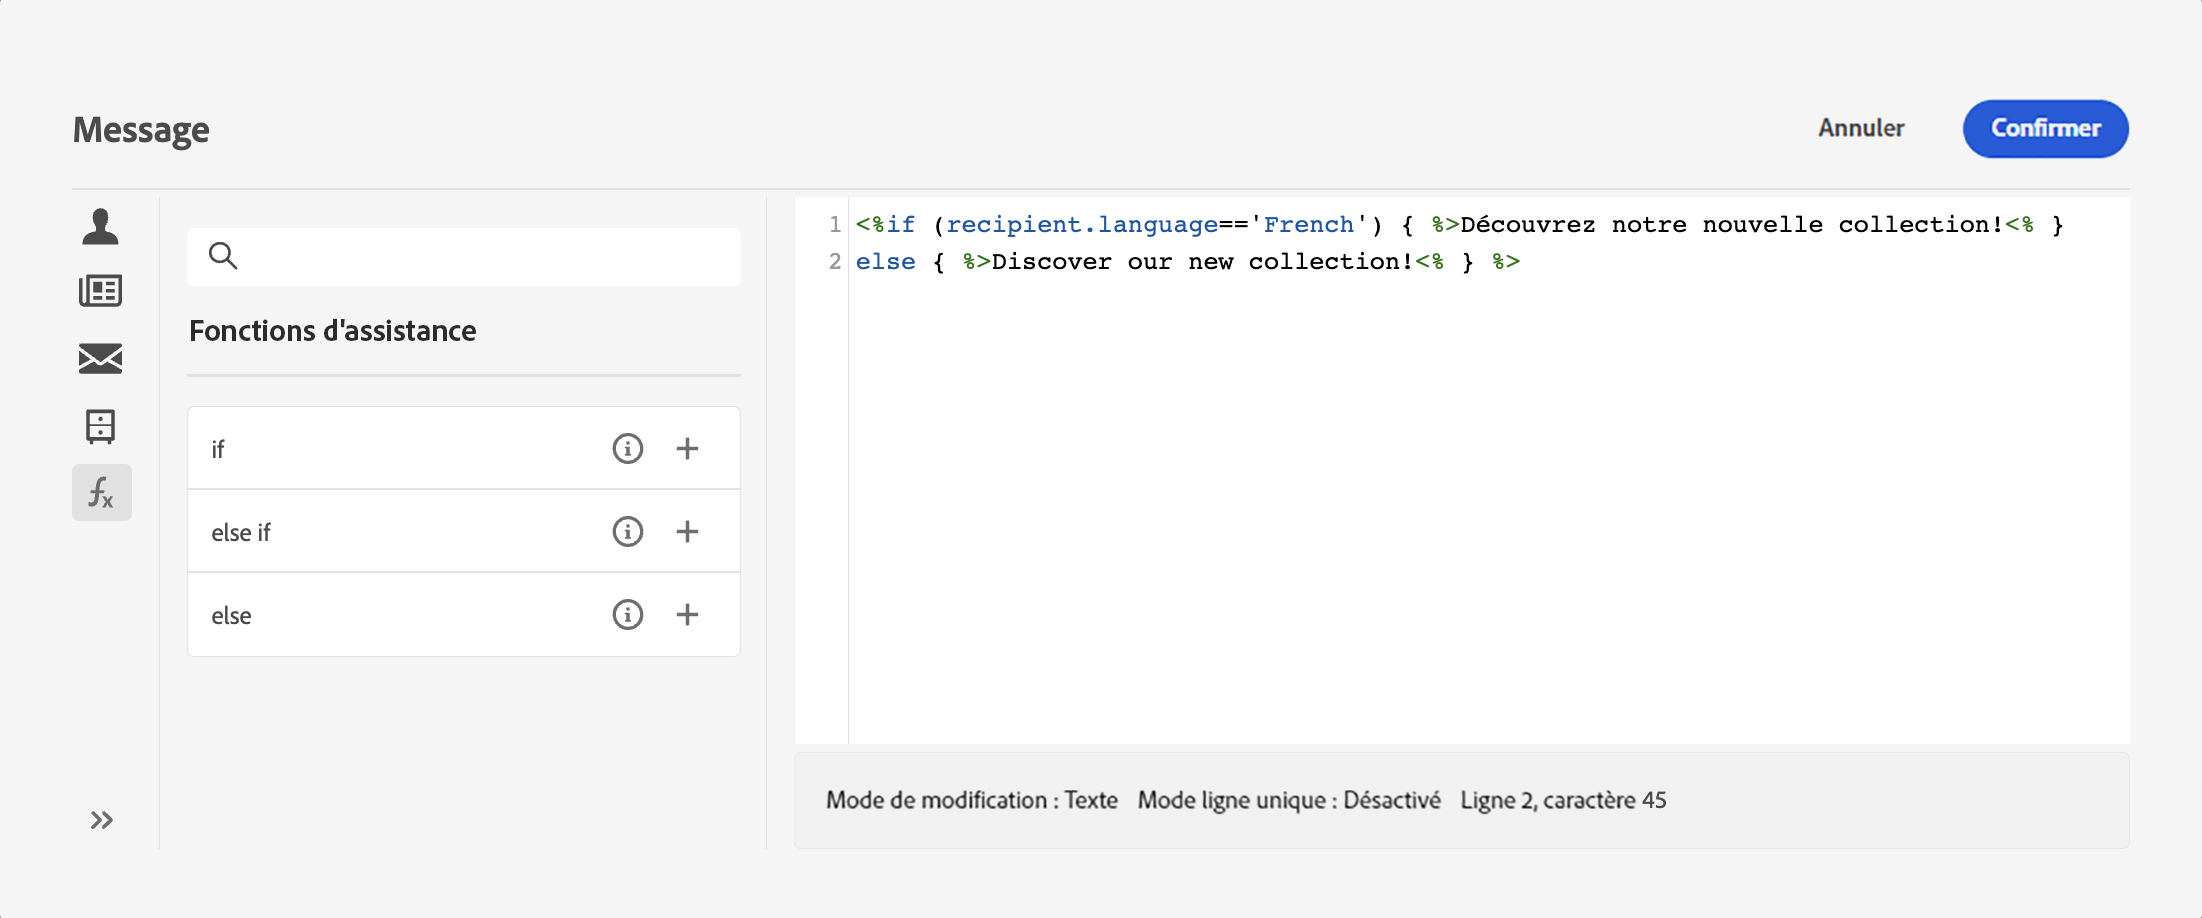 Message
Annuler
Confirmer
Fonctions d'assistance
if
else if
else
1 <%if (recipient.language=='French') { %>Découvrez notre nouvelle collection!<% }
2 else { %>Discover our new collection!<% } %>
Mode de modification : Texte Mode ligne unique : Désactivé Ligne 2, caractère 45